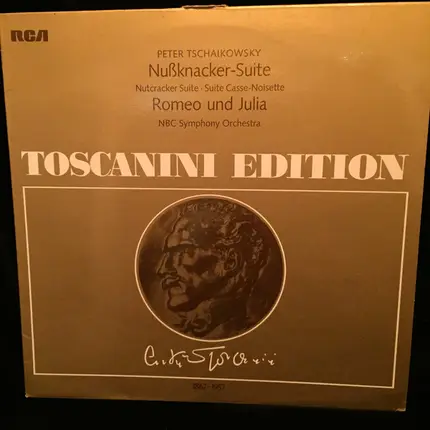 RCA
PETER TSCHAIKOWSKY
Nußknacker-Suite
Nutcracker Suite · Suite Casse-Noisette
Romeo und Julia
NBC Symphony Orchestra
TOSCANINI EDITION